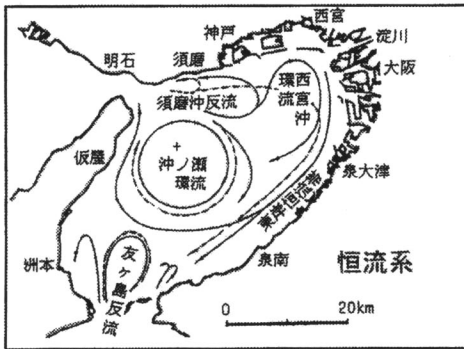 西宮
神戸
淀川
明石
須磨
大阪
須磨沖反流
西宮沖
環流
仮屋
沖ノ瀬
環流
泉大津
東岸恒流帯
洲本
友ヶ島反流
泉南
恒流系
0 20km